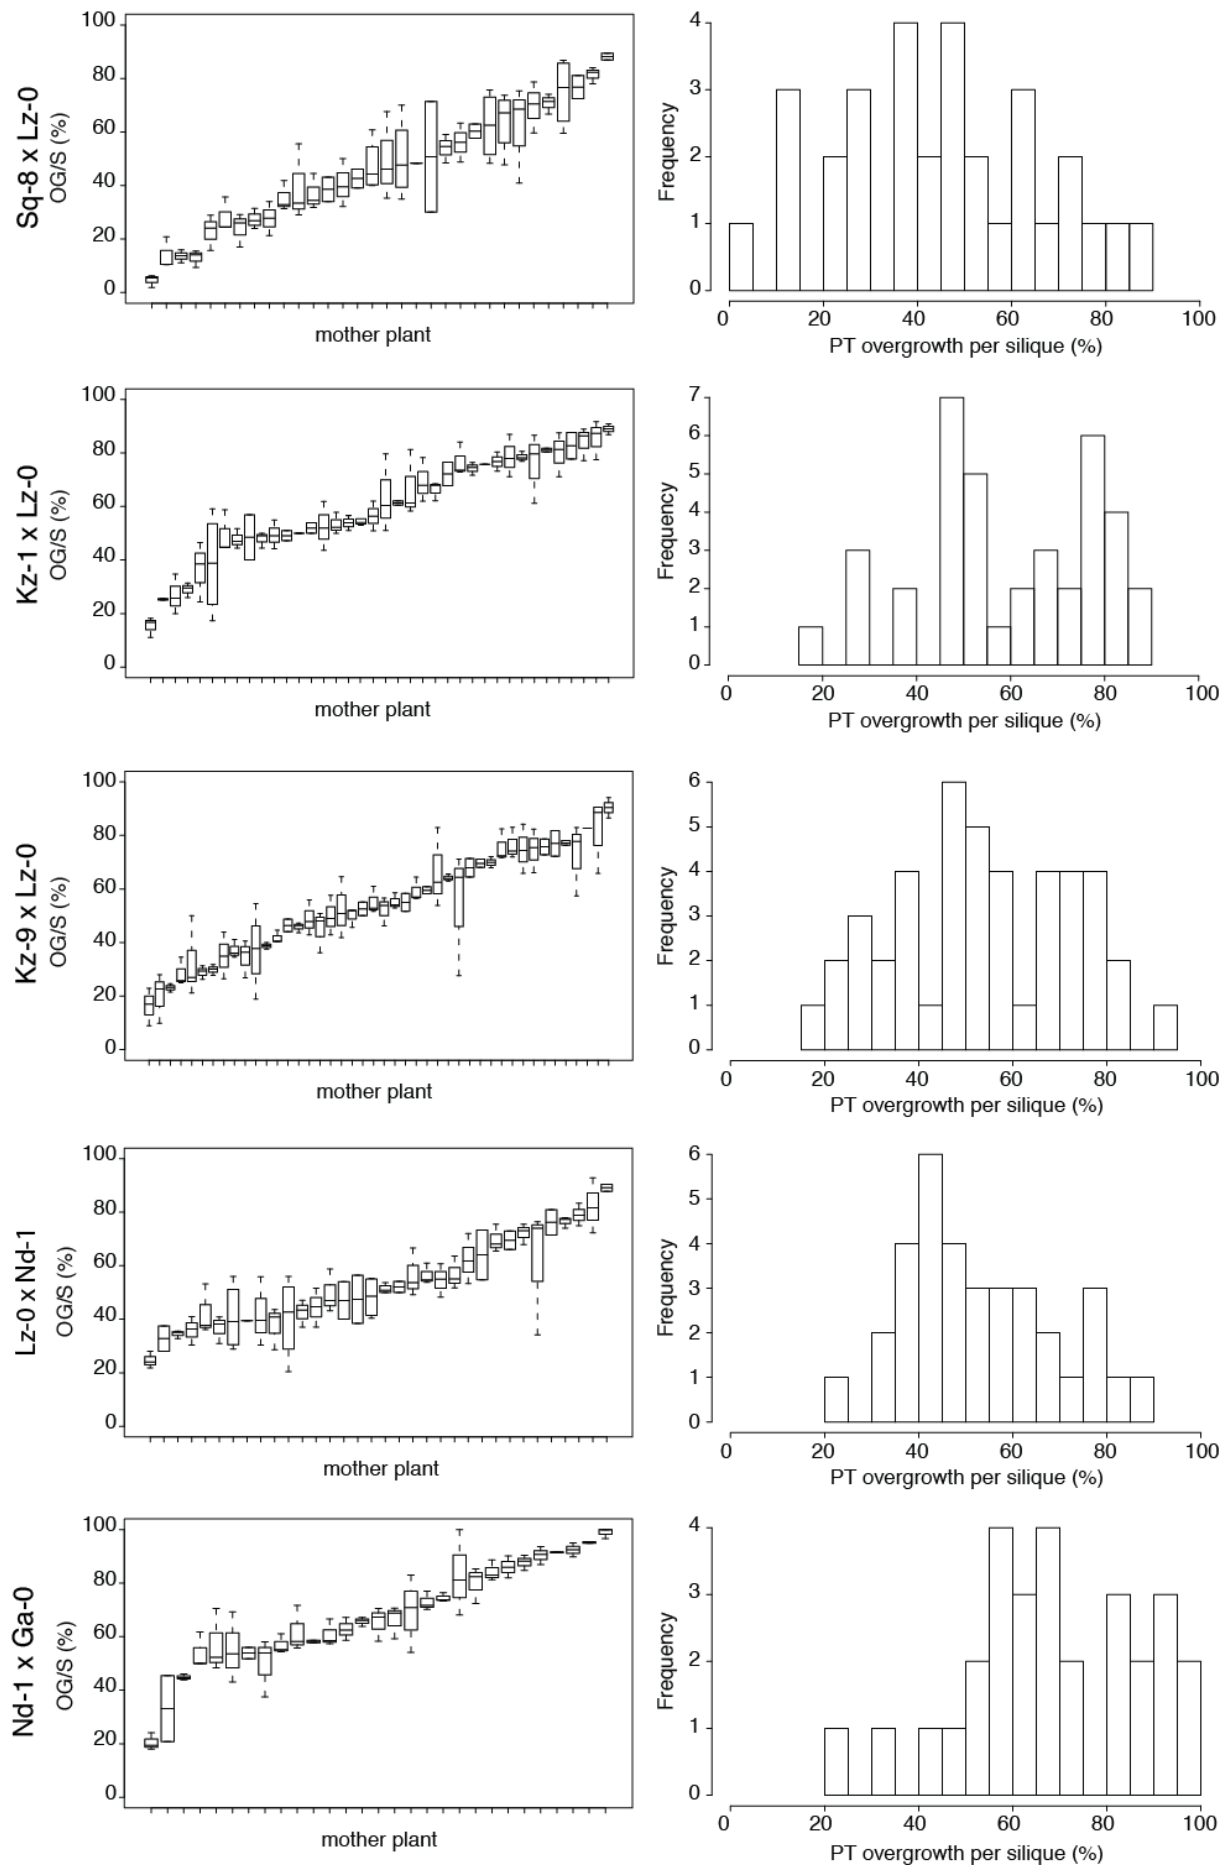 Sq-8 x Lz-0
OG/S (%)
100
80
60
40
20
0
mother plant
Frequency
4
3
2
1
0
0 20 40 60 80 100
PT overgrowth per silique (%)
Kz-1 x Lz-0
OG/S (%)
100
80
60
40
20
0
mother plant
Frequency
7
6
5
4
3
2
1
0
0 20 40 60 80 100
PT overgrowth per silique (%)
Kz-9 x Lz-0
OG/S (%)
100
80
60
40
20
0
mother plant
Frequency
6
5
4
3
2
1
0
0 20 40 60 80 100
PT overgrowth per silique (%)
Lz-0 x Nd-1
OG/S (%)
100
80
60
40
20
0
mother plant
Frequency
6
5
4
3
2
1
0
0 20 40 60 80 100
PT overgrowth per silique (%)
Nd-1 x Ga-0
OG/S (%)
100
80
60
40
20
0
mother plant
Frequency
4
3
2
1
0
0 20 40 60 80 100
PT overgrowth per silique (%)